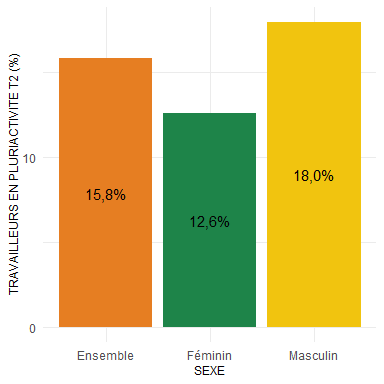 TRAVAILLEURS EN PLURIACTIVITE T2 (%)
10
0
15,8%
12,6%
18,0%
Ensemble
Féminin
Masculin
SEXE